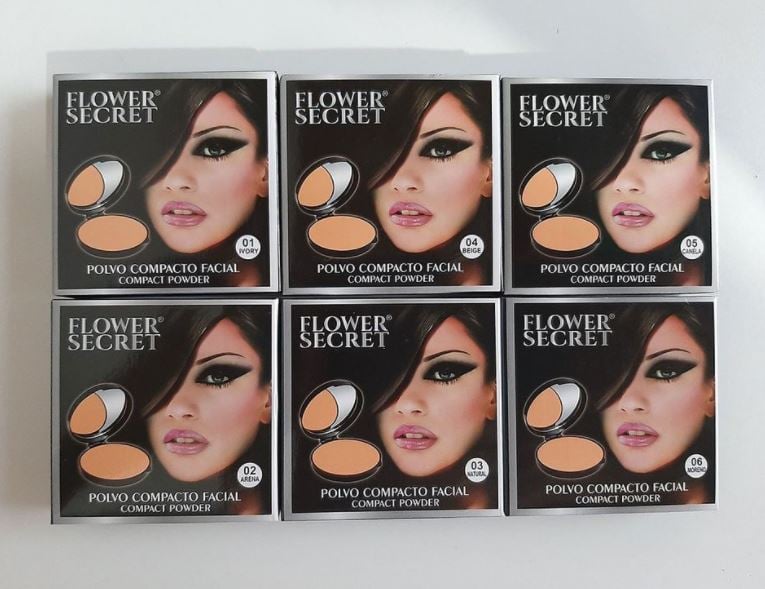 FLOWER®
SECRET
01
IVORY
POLVO COMPACTO FACIAL
COMPACT POWDER
FLOWER®
SECRET
04
BEIGE
POLVO COMPACTO FACIAL
COMPACT POWDER
FLOWER®
SECRET
05
CANELA
POLVO COMPACTO FACIAL
COMPACT POWDER
FLOWER®
SECRET
02
ARENA
POLVO COMPACTO FACIAL
COMPACT POWDER
FLOWER®
SECRET
03
NATURAL
POLVO COMPACTO FACIAL
COMPACT POWDER
FLOWER®
SECRET
06
MORENO
POLVO COMPACTO FACIAL
COMPACT POWDER